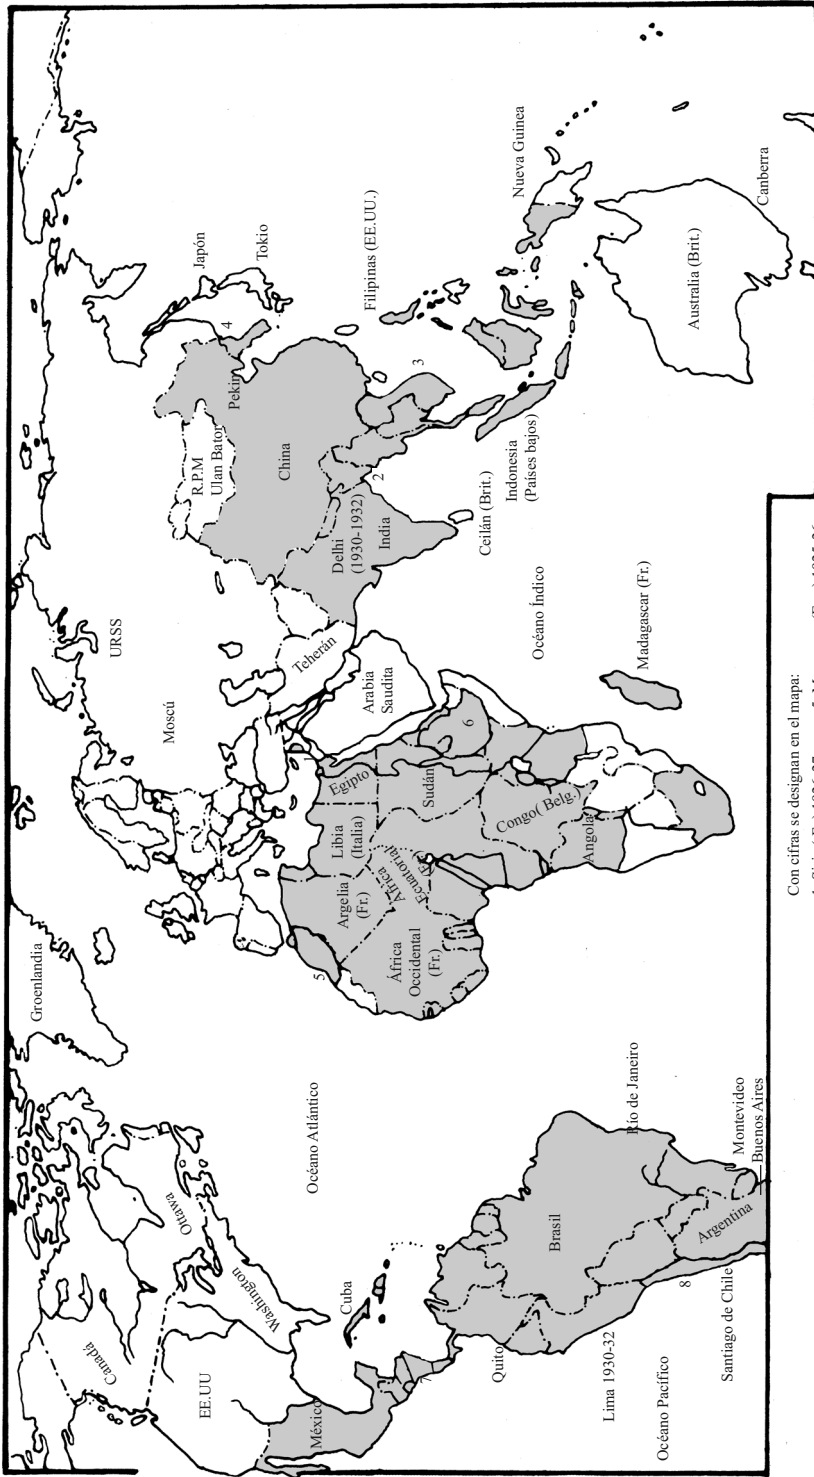 Groenlandia
Canadá
Ottawa
EE.UU
Washington
Océano Atlántico
México
Cuba
7
Quito
Brasil
Lima 1930-32
Río de Janeiro
Océano Pacífico
8
Argentina
Santiago de Chile
Montevideo
Buenos Aires
URSS
Moscú
Teherán
R.P.M
Ulan Bator
Pekín
4
Japón
Tokio
China
Delhi
(1930-1932)
India
2
3
Filipinas (EE.UU.)
Ceilán (Brit.)
Indonesia
(Países bajos)
Nueva Guinea
Arabia
Saudita
Egipto
Libia
(Italia)
Argelia
(Fr.)
5
África
Occidental
(Fr.)
África
Ecuatorial
Sudán
6
Congo( Belg.)
Angola
Océano Índico
Madagascar (Fr.)
Australia (Brit.)
Canberra
Con cifras se designan en el mapa: